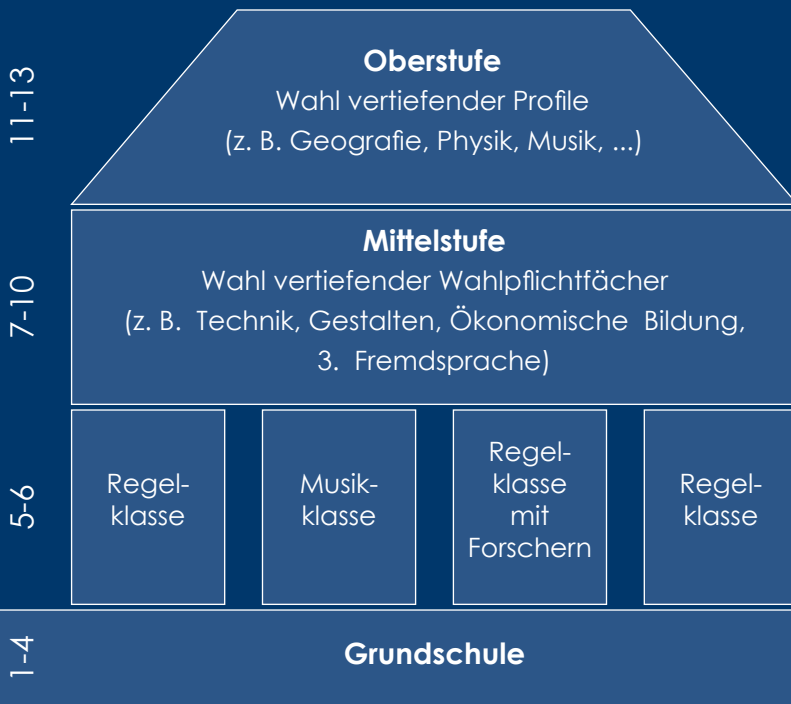 11-13
Oberstufe
Wahl vertiefender Profile
(z. B. Geografie, Physik, Musik, ...)
7-10
Mittelstufe
Wahl vertiefender Wahlpflichtfächer
(z. B. Technik, Gestalten, Ökonomische Bildung,
3. Fremdsprache)
5-6
Regel-
klasse
Musik-
klasse
Regel-
klasse
mit
Forschern
Regel-
klasse
1-4
Grundschule